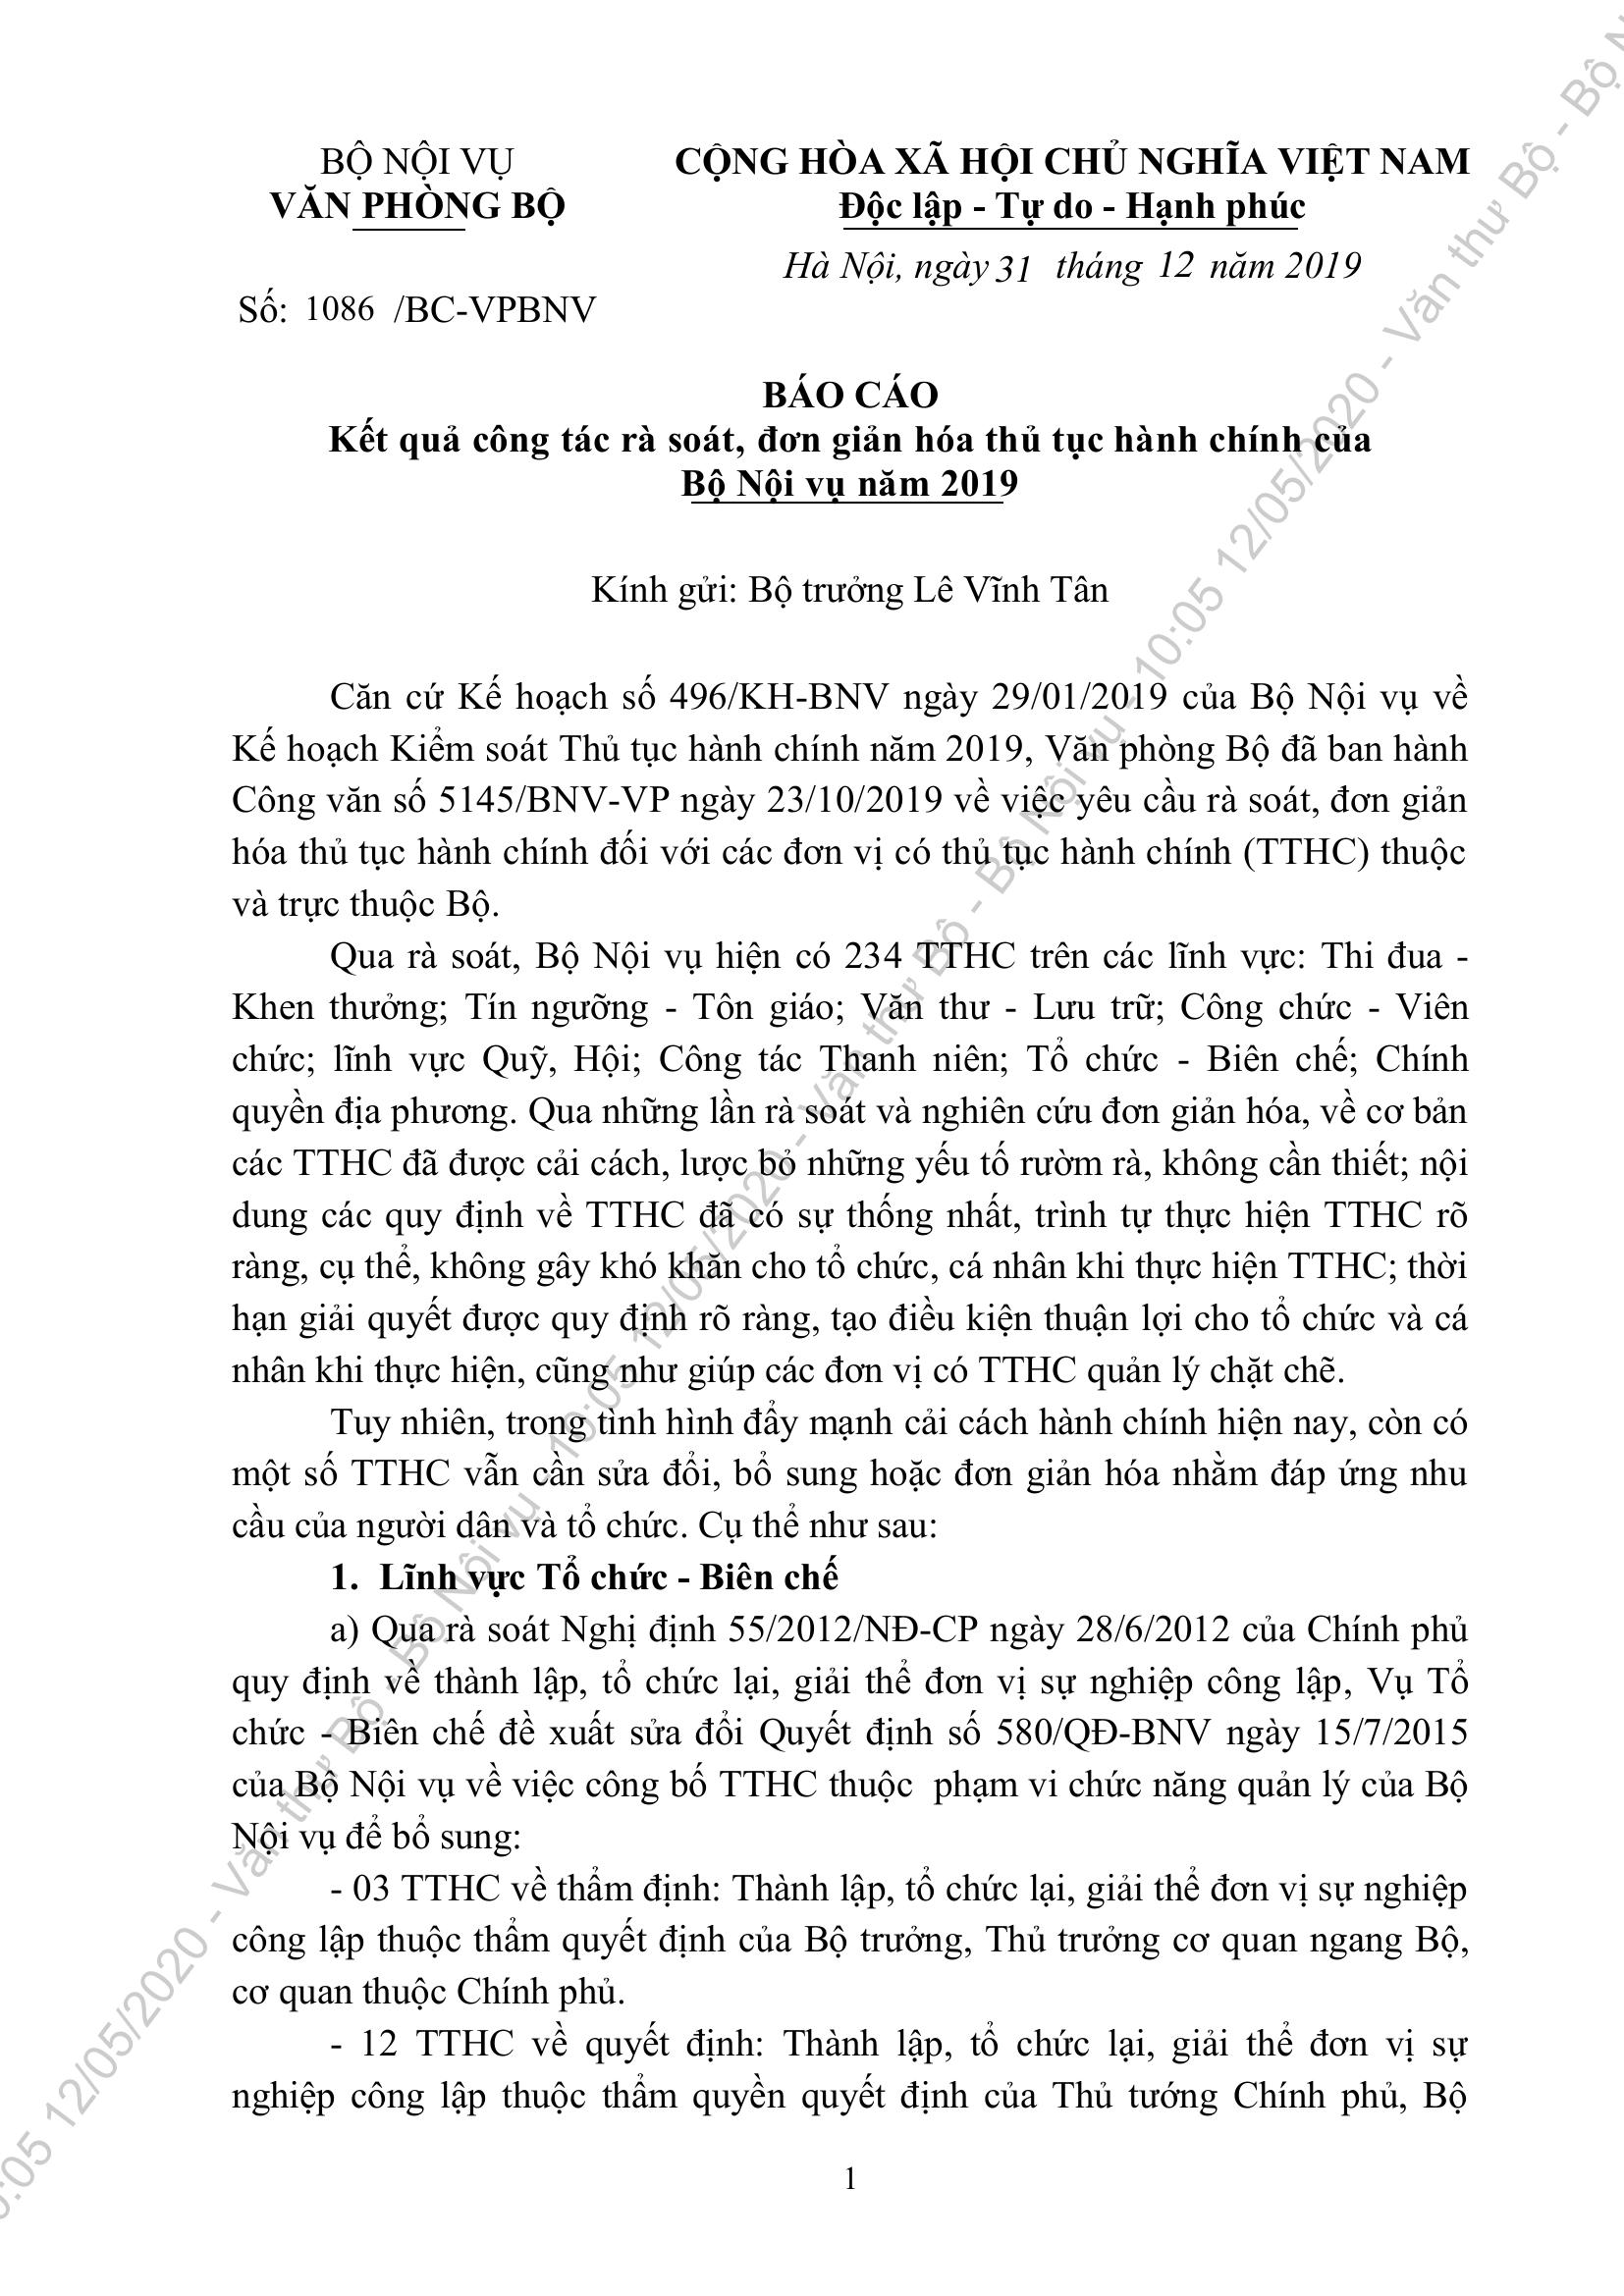 BỘ NỘI VỤ
VĂN PHÒNG BỘ
CỘNG HÒA XÃ HỘI CHỦ NGHĨA VIỆT NAM
Độc lập - Tự do - Hạnh phúc
Hà Nội, ngày 31 tháng 12 năm 2019
Số: 1086 /BC-VPBNV
BÁO CÁO
Kết quả công tác rà soát, đơn giản hóa thủ tục hành chính của
Bộ Nội vụ năm 2019
Kính gửi: Bộ trưởng Lê Vĩnh Tân
Căn cứ Kế hoạch số 496/KH-BNV ngày 29/01/2019 của Bộ Nội vụ về
Kế hoạch Kiểm soát Thủ tục hành chính năm 2019, Văn phòng Bộ đã ban hành
Công văn số 5145/BNV-VP ngày 23/10/2019 về việc yêu cầu rà soát, đơn giản
hóa thủ tục hành chính đối với các đơn vị có thủ tục hành chính (TTHC) thuộc
và trực thuộc Bộ.
Qua rà soát, Bộ Nội vụ hiện có 234 TTHC trên các lĩnh vực: Thi đua -
Khen thưởng; Tín ngưỡng - Tôn giáo; Văn thư - Lưu trữ; Công chức - Viên
chức; lĩnh vực Quỹ, Hội; Công tác Thanh niên; Tổ chức - Biên chế; Chính
quyền địa phương. Qua những lần rà soát và nghiên cứu đơn giản hóa, về cơ bản
các TTHC đã được cải cách, lược bỏ những yếu tố rườm rà, không cần thiết; nội
dung các quy định về TTHC đã có sự thống nhất, trình tự thực hiện TTHC rõ
ràng, cụ thể, không gây khó khăn cho tổ chức, cá nhân khi thực hiện TTHC; thời
hạn giải quyết được quy định rõ ràng, tạo điều kiện thuận lợi cho tổ chức và cá
nhân khi thực hiện, cũng như giúp các đơn vị có TTHC quản lý chặt chẽ.
Tuy nhiên, trong tình hình đẩy mạnh cải cách hành chính hiện nay, còn có
một số TTHC vẫn cần sửa đổi, bổ sung hoặc đơn giản hóa nhằm đáp ứng nhu
cầu của người dân và tổ chức. Cụ thể như sau:
1. Lĩnh vực Tổ chức - Biên chế
a) Qua rà soát Nghị định 55/2012/NĐ-CP ngày 28/6/2012 của Chính phủ
quy định về thành lập, tổ chức lại, giải thể đơn vị sự nghiệp công lập, Vụ Tổ
chức - Biên chế đề xuất sửa đổi Quyết định số 580/QĐ-BNV ngày 15/7/2015
của Bộ Nội vụ về việc công bố TTHC thuộc phạm vi chức năng quản lý của Bộ
Nội vụ để bổ sung:
- 03 TTHC về thẩm định: Thành lập, tổ chức lại, giải thể đơn vị sự nghiệp
công lập thuộc thẩm quyết định của Bộ trưởng, Thủ trưởng cơ quan ngang Bộ,
cơ quan thuộc Chính phủ.
- 12 TTHC về quyết định: Thành lập, tổ chức lại, giải thể đơn vị sự
nghiệp công lập thuộc thẩm quyền quyết định của Thủ tướng Chính phủ, Bộ
1
:05 12/05/2020 - Văn thư Bộ - Bộ Nội vụ - 10:05 12/05/2020 - Văn thư Bộ - Bộ Nội vụ - 10:05 12/05/2020 - Văn thư Bộ - Bộ